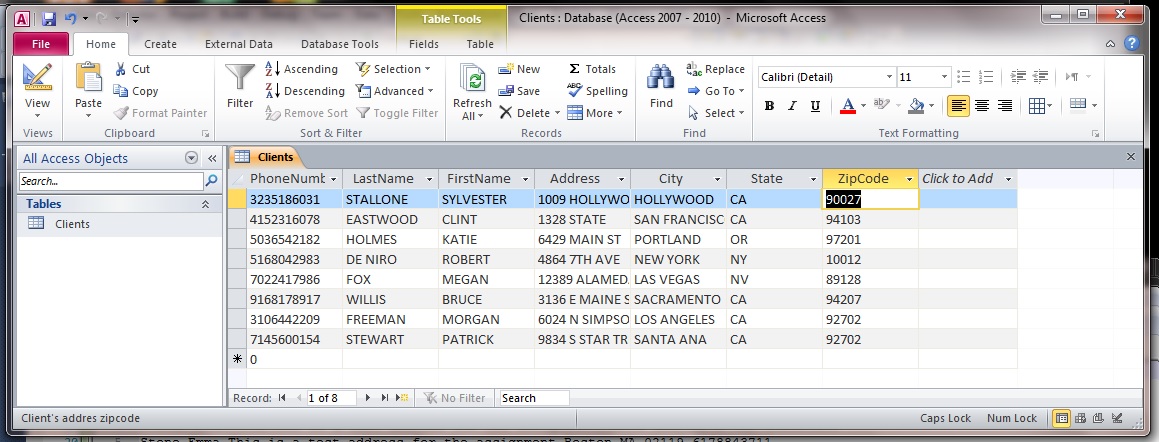 Table Tools Clients : Database (Access 2007 - 2010) - Microsoft Access
File Home Create External Data Database Tools Fields Table
View
Views
Paste
Cut
Copy
Format Painter
Clipboard
Filter
Ascending
Descending
Remove Sort
Selection
Advanced
Toggle Filter
Sort & Filter
Refresh
All
New
Save
Delete
Totals
Spelling
More
Records
Find
Replace
Go To
Select
Find
Calibri (Detail) 11
B I U A
Text Formatting
All Access Objects
Search...
Tables
Clients
Clients
PhoneNumb LastName FirstName Address City State ZipCode Click to Add
3235186031 STALLONE SYLVESTER 1009 HOLLYWO HOLLYWOOD CA 90027
4152316078 EASTWOOD CLINT 1328 STATE SAN FRANCISC CA 94103
5036542182 HOLMES KATIE 6429 MAIN ST PORTLAND OR 97201
5168042983 DE NIRO ROBERT 4864 7TH AVE NEW YORK NY 10012
7022417986 FOX MEGAN 12389 ALAMED LAS VEGAS NV 89128
9168178917 WILLIS BRUCE 3136 E MAINE S SACRAMENTO CA 94207
3106442209 FREEMAN MORGAN 6024 N SIMPSO LOS ANGELES CA 92702
7145600154 STEWART PATRICK 9834 S STAR TR SANTA ANA CA 92702
* 0
Record: 1 of 8 No Filter Search
Client's addres zipcode Caps Lock Num Lock